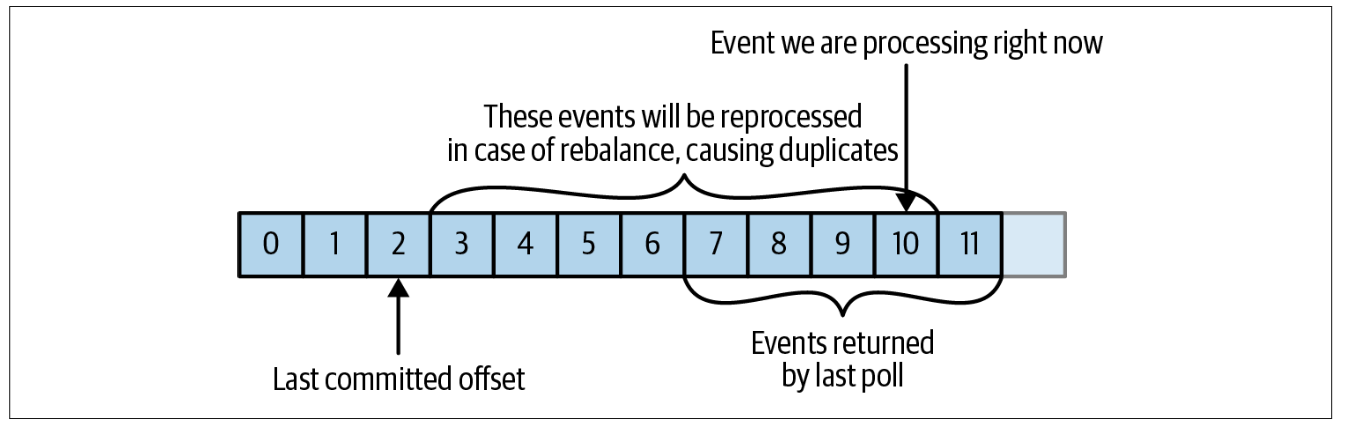 Event we are processing right now
These events will be reprocessed
in case of rebalance, causing duplicates
0 1 2 3 4 5 6 7 8 9 10 11
Last committed offset
Events returned
by last poll